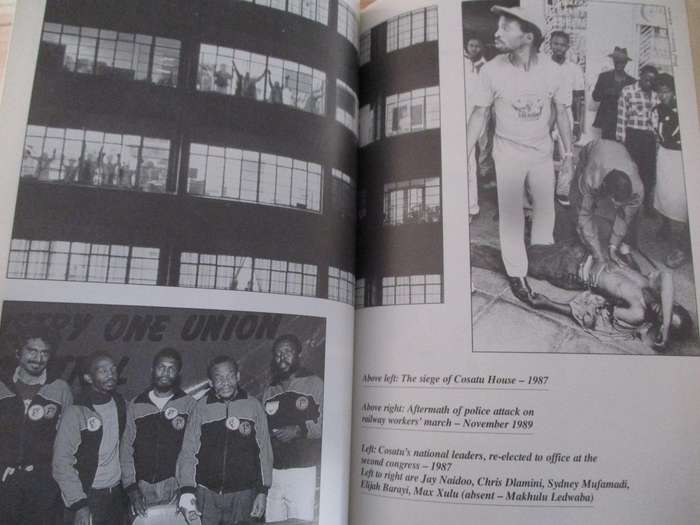 ERY ONE UNION
Above left: The siege of Cosatu House – 1987
Above right: Aftermath of police attack on
railway workers' march – November 1989
Left: Cosatu's national leaders, re-elected to office at the
second congress – 1987
Left to right are Jay Naidoo, Chris Dlamini, Sydney Mufamadi,
Elijah Barayi, Max Xulu (absent – Makhulu Ledwaba)